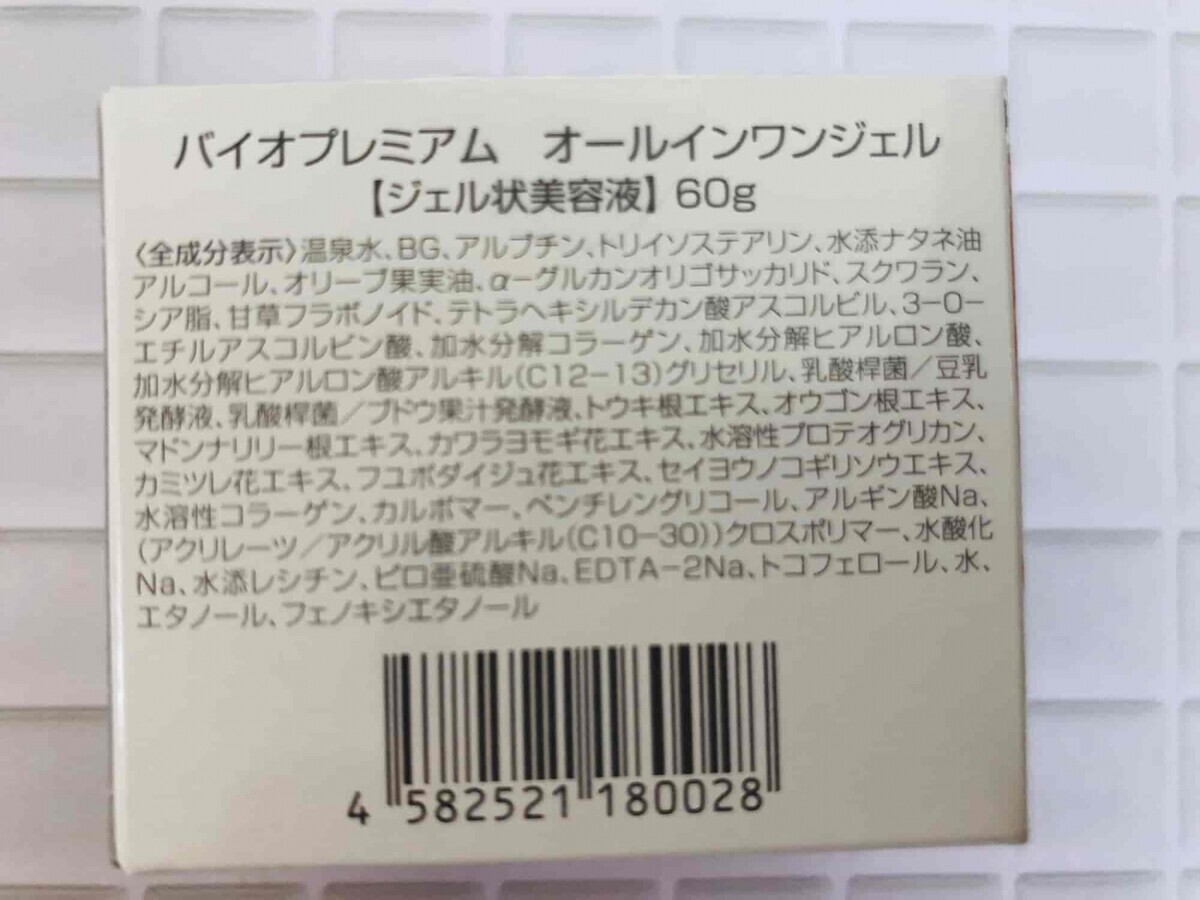 バイオプレミアム　オールインワンジェル
【ジェル状美容液】60g
〈全成分表示〉温泉水、BG、アルブチン、トリイソステアリン、水添ナタネ油
アルコール、オリーブ果実油、α−グルカンオリゴサッカリド、スクワラン、
シア脂、甘草フラボノイド、テトラヘキシルデカン酸アスコルビル、3−O−
エチルアスコルビン酸、加水分解コラーゲン、加水分解ヒアルロン酸、
加水分解ヒアルロン酸アルキル(C12−13)グリセリル、乳酸桿菌／豆乳
発酵液、乳酸桿菌／ブドウ果汁発酵液、トウキ根エキス、オウゴン根エキス、
マドンナリリー根エキス、カワラヨモギ花エキス、水溶性プロテオグリカン、
カミツレ花エキス、フユボダイジュ花エキス、セイヨウノコギリソウエキス、
水溶性コラーゲン、カルボマー、ペンチレングリコール、アルギン酸Na、
(アクリレーツ／アクリル酸アルキル(C10−30))クロスポリマー、水酸化
Na、水添レシチン、ピロ亜硫酸Na、EDTA−2Na、トコフェロール、水、
エタノール、フェノキシエタノール
4 582521 180028